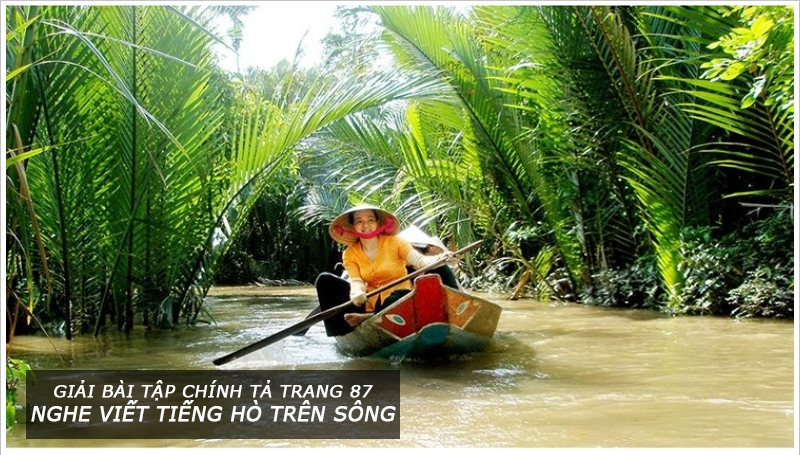 GIẢI BÀI TẬP CHÍNH TẢ TRANG 87
NGHE VIẾT TIẾNG HÒ TRÊN SÔNG